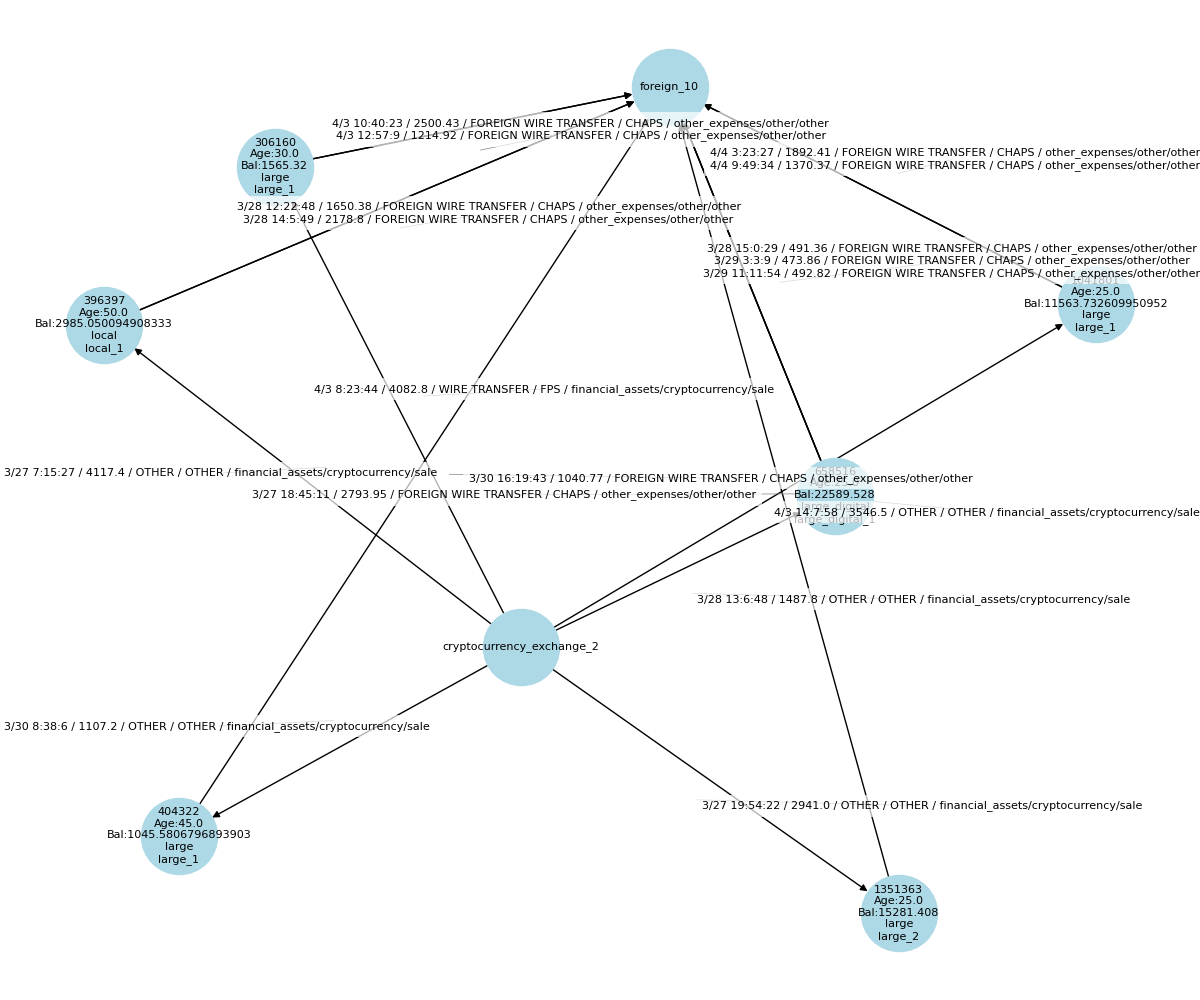 foreign_10
4/3 10:40:23 / 2500.43 / FOREIGN WIRE TRANSFER / CHAPS / other_expenses/other/other
4/3 12:57:9 / 1214.92 / FOREIGN WIRE TRANSFER / CHAPS / other_expenses/other/other
306160
Age:30.0
Bal:1565.32
large
large_1
4/4 3:23:27 / 1892.41 / FOREIGN WIRE TRANSFER / CHAPS / other_expenses/other/other
4/4 9:49:34 / 1370.37 / FOREIGN WIRE TRANSFER / CHAPS / other_expenses/other/other
3/28 12:22:48 / 1650.38 / FOREIGN WIRE TRANSFER / CHAPS / other_expenses/other/other
3/28 14:5:49 / 2178.8 / FOREIGN WIRE TRANSFER / CHAPS / other_expenses/other/other
3/28 15:0:29 / 491.36 / FOREIGN WIRE TRANSFER / CHAPS / other_expenses/other/other
3/29 3:3:9 / 473.86 / FOREIGN WIRE TRANSFER / CHAPS / other_expenses/other/other
3/29 11:11:54 / 492.82 / FOREIGN WIRE TRANSFER / CHAPS / other_expenses/other/other
Age:25.0
Bal:11563.732609950952
large
large_1
396397
Age:50.0
Bal:2985.050094908333
local
local_1
4/3 8:23:44 / 4082.8 / WIRE TRANSFER / FPS / financial_assets/cryptocurrency/sale
3/27 7:15:27 / 4117.4 / OTHER / OTHER / financial_assets/cryptocurrency/sale
3/30 16:19:43 / 1040.77 / FOREIGN WIRE TRANSFER / CHAPS / other_expenses/other/other
3/27 18:45:11 / 2793.95 / FOREIGN WIRE TRANSFER / CHAPS / other_expenses/other/other
658516
Bal:22589.528
large_digital
large_digital_1
4/3 14:7:58 / 3546.5 / OTHER / OTHER / financial_assets/cryptocurrency/sale
3/28 13:6:48 / 1487.8 / OTHER / OTHER / financial_assets/cryptocurrency/sale
cryptocurrency_exchange_2
3/30 8:38:6 / 1107.2 / OTHER / OTHER / financial_assets/cryptocurrency/sale
3/27 19:54:22 / 2941.0 / OTHER / OTHER / financial_assets/cryptocurrency/sale
404322
Age:45.0
Bal:1045.5806796893903
large
large_1
1351363
Age:25.0
Bal:15281.408
large
large_2